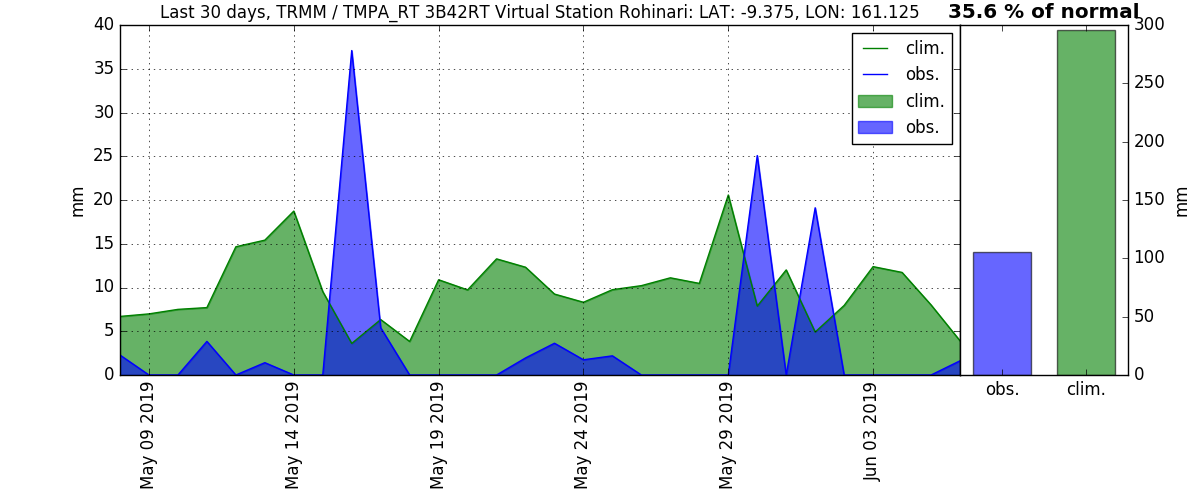 Last 30 days, TRMM / TMPA_RT 3B42RT Virtual Station Rohinari: LAT: -9.375, LON: 161.125
35.6 % of normal
40
35
30
25
20
15
10
5
0
mm
clim.
obs.
clim.
obs.
May 09 2019
May 14 2019
May 19 2019
May 24 2019
May 29 2019
Jun 03 2019
300
250
200
150
100
50
0
mm
obs.
clim.